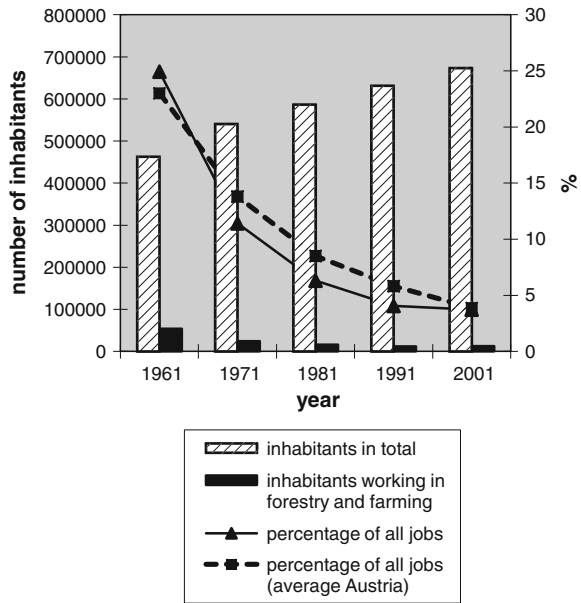 800000
700000
600000
500000
400000
300000
200000
100000
0
number of inhabitants
30
25
20
15
10
5
0
%
1961 1971 1981 1991 2001
year
inhabitants in total
inhabitants working in
forestry and farming
percentage of all jobs
percentage of all jobs
(average Austria)